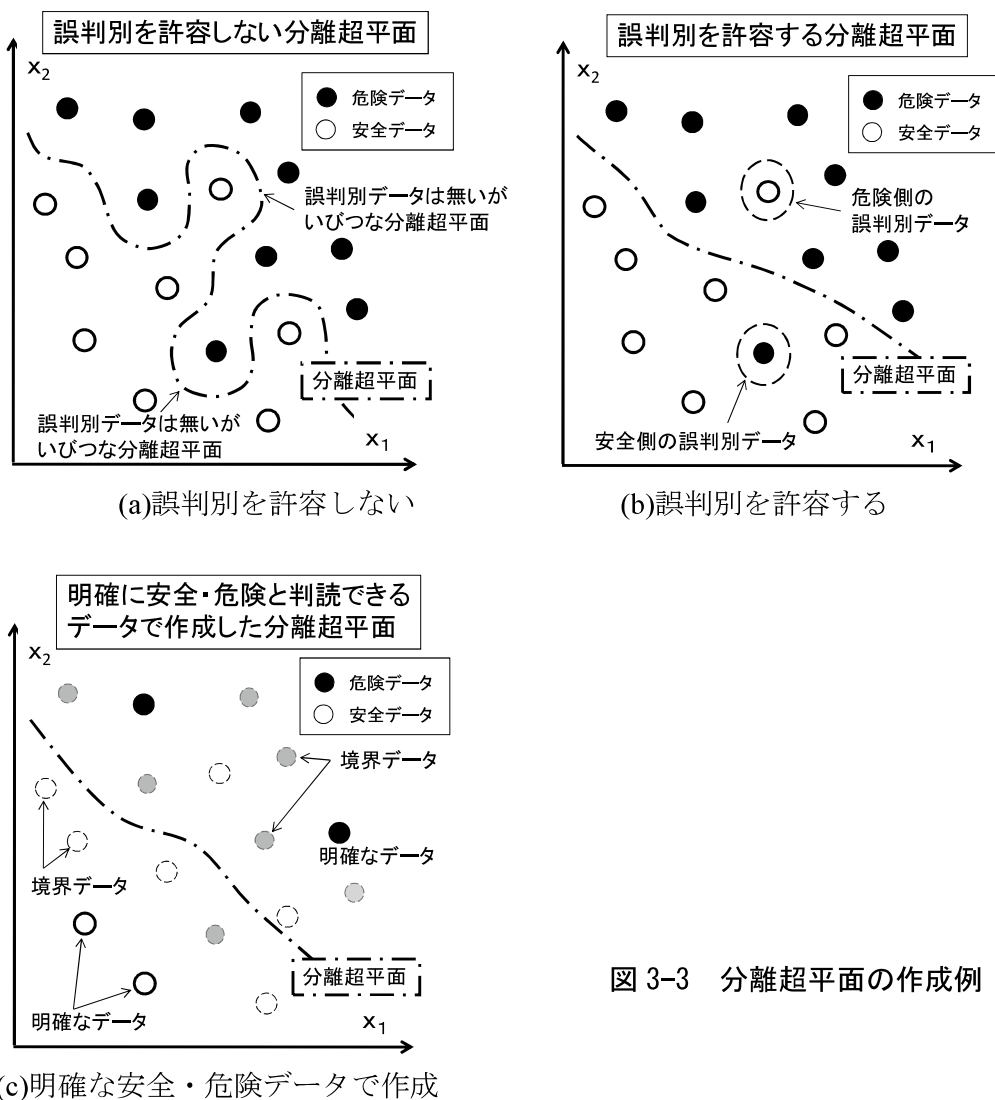 誤判別を許容しない分離超平面
x2
危険データ
安全データ
誤判別データは無いが
いびつな分離超平面
分離超平面
誤判別データは無いが
いびつな分離超平面
x1
(a)誤判別を許容しない
誤判別を許容する分離超平面
x2
危険データ
安全データ
危険側の
誤判別データ
分離超平面
安全側の誤判別データ
x1
(b)誤判別を許容する
明確に安全・危険と判読できる
データで作成した分離超平面
x2
危険データ
安全データ
境界データ
明確なデータ
境界データ
分離超平面
明確なデータ
x1
(c)明確な安全・危険データで作成
図 3-3 分離超平面の作成例